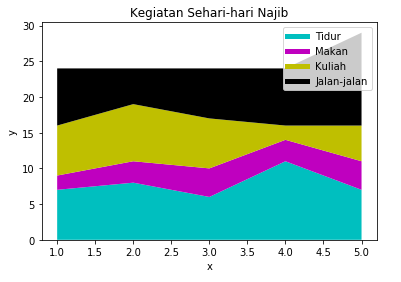 Kegiatan Sehari-hari Najib
30
25
20
15
10
5
0
y
1.0 1.5 2.0 2.5 3.0 3.5 4.0 4.5 5.0
x
Tidur
Makan
Kuliah
Jalan-jalan